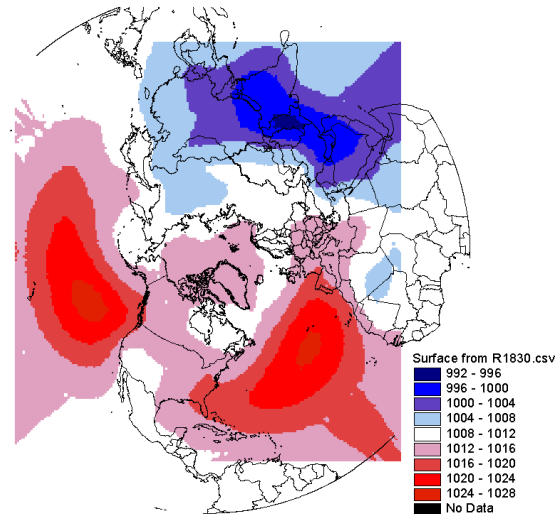 Surface from R1830.csv
992 - 996
996 - 1000
1000 - 1004
1004 - 1008
1008 - 1012
1012 - 1016
1016 - 1020
1020 - 1024
1024 - 1028
No Data